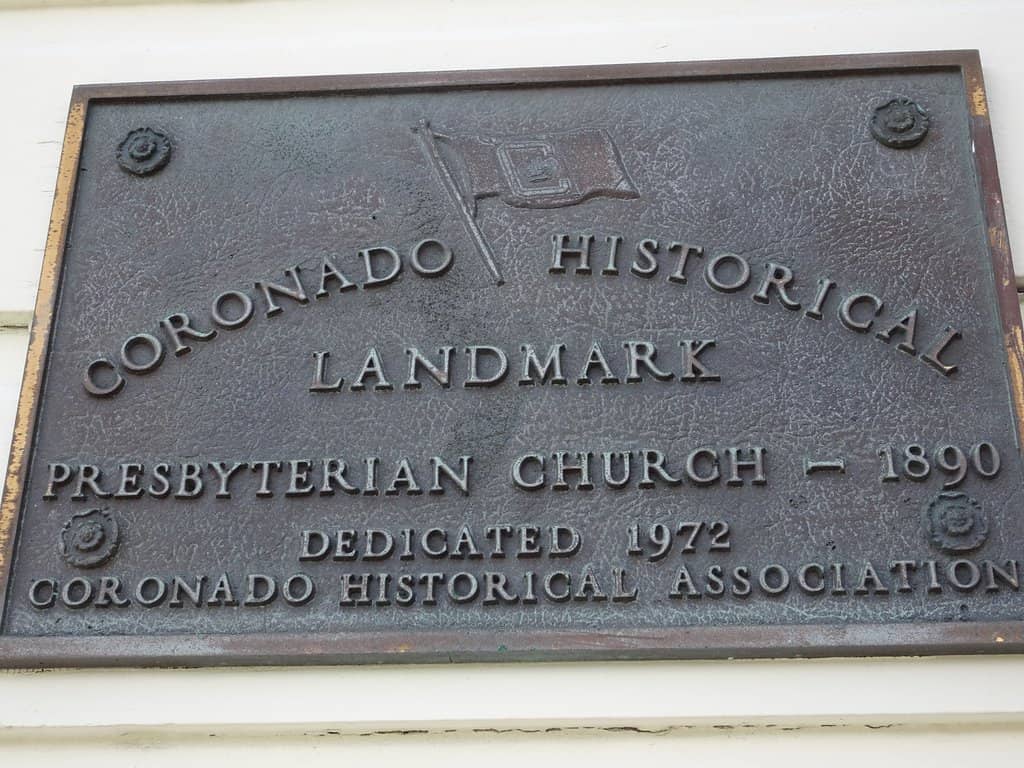 C
CORONADO HISTORICAL
LANDMARK
PRESBYTERIAN CHURCH - 1890
DEDICATED 1972
CORONADO HISTORICAL ASSOCIATION